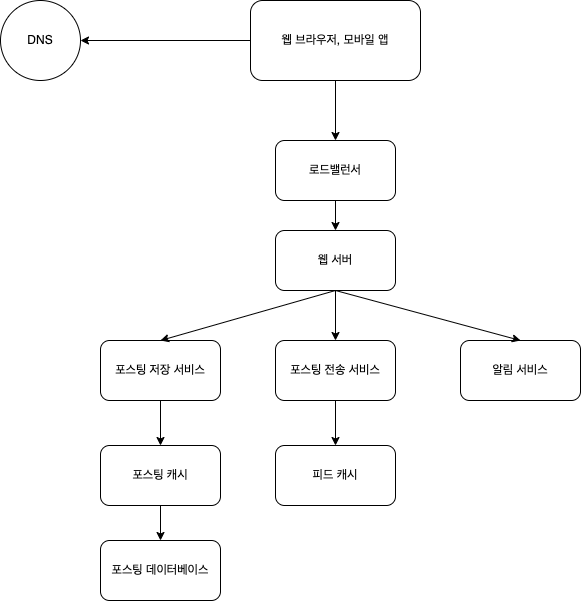 DNS
웹 브라우저, 모바일 앱
로드밸런서
웹 서버
포스팅 저장 서비스
포스팅 전송 서비스
알림 서비스
포스팅 캐시
피드 캐시
포스팅 데이터베이스